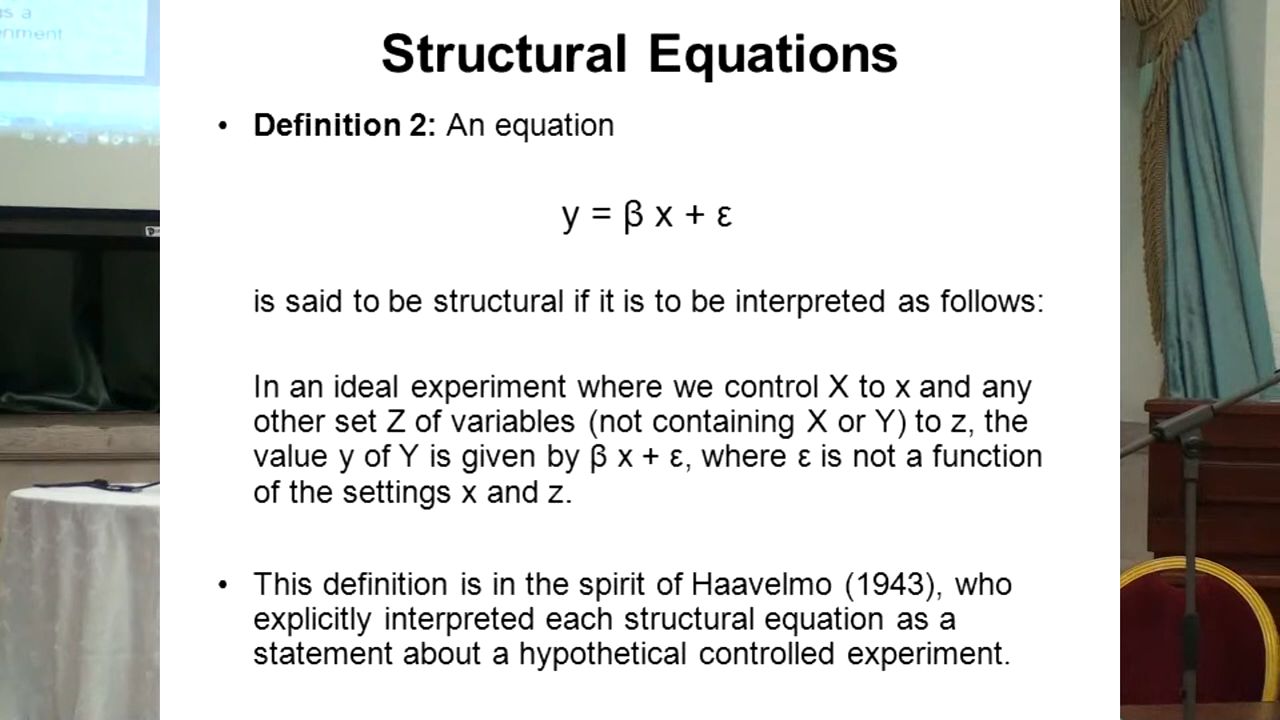 s a
nment
Structural Equations
• Definition 2: An equation
y = β x + ε
is said to be structural if it is to be interpreted as follows:
In an ideal experiment where we control X to x and any
other set Z of variables (not containing X or Y) to z, the
value y of Y is given by β x + ε, where ε is not a function
of the settings x and z.
• This definition is in the spirit of Haavelmo (1943), who
explicitly interpreted each structural equation as a
statement about a hypothetical controlled experiment.